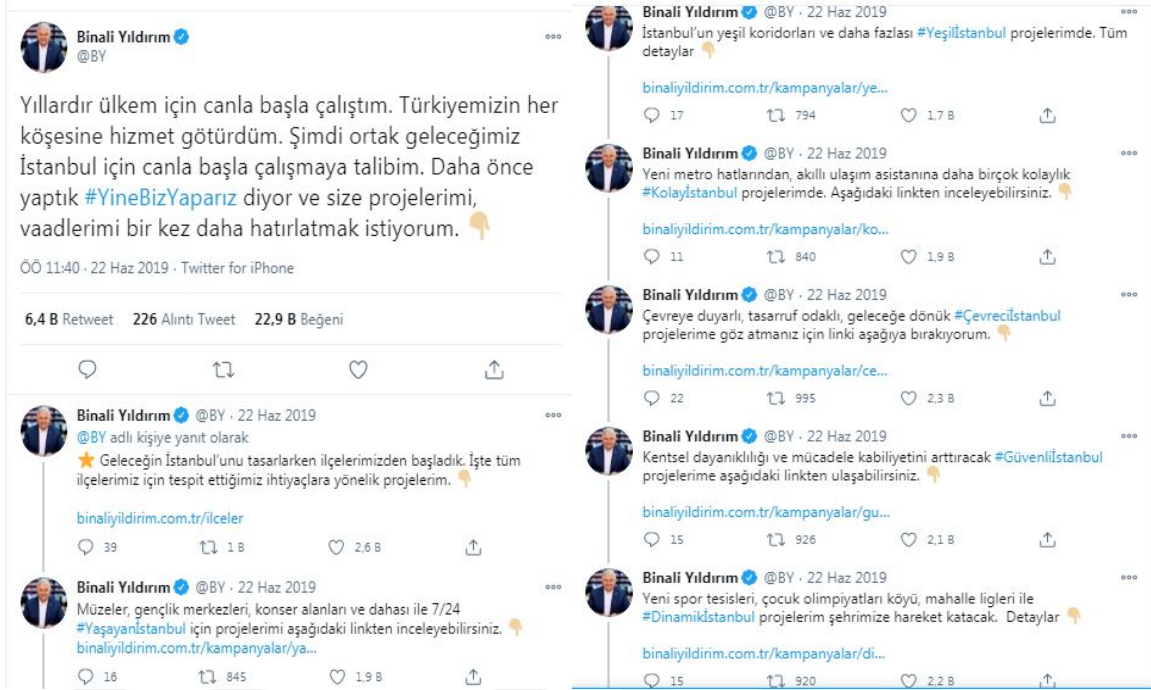 Binali Yıldırım
@BY
Yıllardır ülkem için canla başla çalıştım. Türkiyemizin her
köşesine hizmet götürdüm. Şimdi ortak geleceğimiz
İstanbul için canla başla çalışmaya talibim. Daha önce
yaptık #YineBizYaparız diyor ve size projelerimi,
vaadlerimi bir kez daha hatırlatmak istiyorum. 👇
ÖÖ 11:40 · 22 Haz 2019 · Twitter for iPhone
6,4 B Retweet 226 Alıntı Tweet 22,9 B Beğeni
Binali Yıldırım @BY · 22 Haz 2019
@BY adlı kişiye yanıt olarak
⭐ Geleceğin İstanbul'unu tasarlarken ilçelerimizden başladık. İşte tüm
ilçelerimiz için tespit ettiğimiz ihtiyaçlara yönelik projelerim. 👇
binaliyildirim.com.tr/ilceler
39 1 B 2,6 B
Binali Yıldırım @BY · 22 Haz 2019
Müzeler, gençlik merkezleri, konser alanları ve dahası ile 7/24
#Yaşayanİstanbul için projelerimi aşağıdaki linkten inceleyebilirsiniz. 👇
binaliyildirim.com.tr/kampanyalar/ya...
16 845 1,9 B
Binali Yıldırım @BY · 22 Haz 2019
İstanbul'un yeşil koridorları ve daha fazlası #Yeşilİstanbul projelerimde. Tüm
detaylar 👇
binaliyildirim.com.tr/kampanyalar/ye...
17 794 1,7 B
Binali Yıldırım @BY · 22 Haz 2019
Yeni metro hatlarından, akıllı ulaşım asistanına daha birçok kolaylık
#Kolayİstanbul projelerimde. Aşağıdaki linkten inceleyebilirsiniz. 👇
binaliyildirim.com.tr/kampanyalar/ko...
11 840 1,9 B
Binali Yıldırım @BY · 22 Haz 2019
Çevreye duyarlı, tasarruf odaklı, geleceğe dönük #Çevreciİstanbul
projelerime göz atmanız için linki aşağıya bırakıyorum. 👇
binaliyildirim.com.tr/kampanyalar/ce...
22 995 2,3 B
Binali Yıldırım @BY · 22 Haz 2019
Kentsel dayanıklılığı ve mücadele kabiliyetini arttıracak #Güvenliİstanbul
projelerime aşağıdaki linkten ulaşabilirsiniz. 👇
binaliyildirim.com.tr/kampanyalar/gu...
15 926 2,1 B
Binali Yıldırım @BY · 22 Haz 2019
Yeni spor tesisleri, çocuk olimpiyatları köyü, mahalle ligleri ile
#Dinamikİstanbul projelerim şehrimize hareket katacak. Detaylar 👇
binaliyildirim.com.tr/kampanyalar/di...
15 920 2,2 B